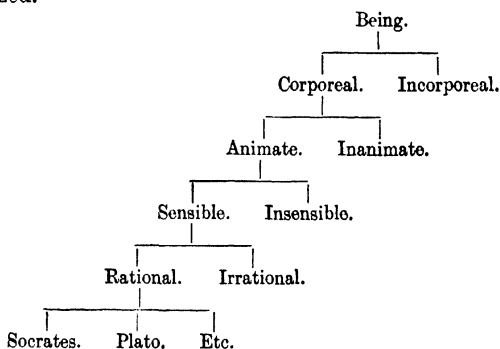 Being.
Corporeal. Incorporeal.
Animate. Inanimate.
Sensible. Insensible.
Rational. Irrational.
Socrates. Plato. Etc.